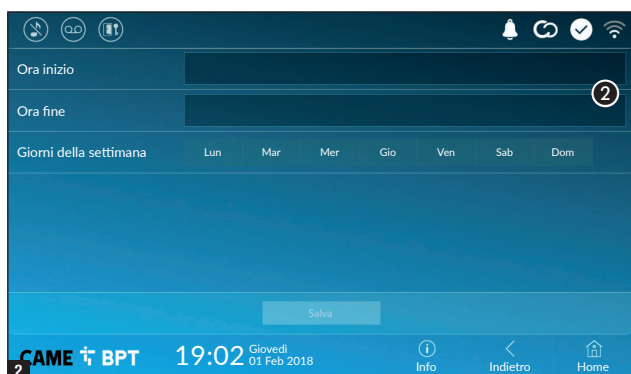 Ora inizio
2
Ora fine
Giorni della settimana Lun Mar Mer Gio Ven Sab Dom
Salva
2
CAME BPT 19:02 Giovedì
01 Feb 2018
Info Indietro Home